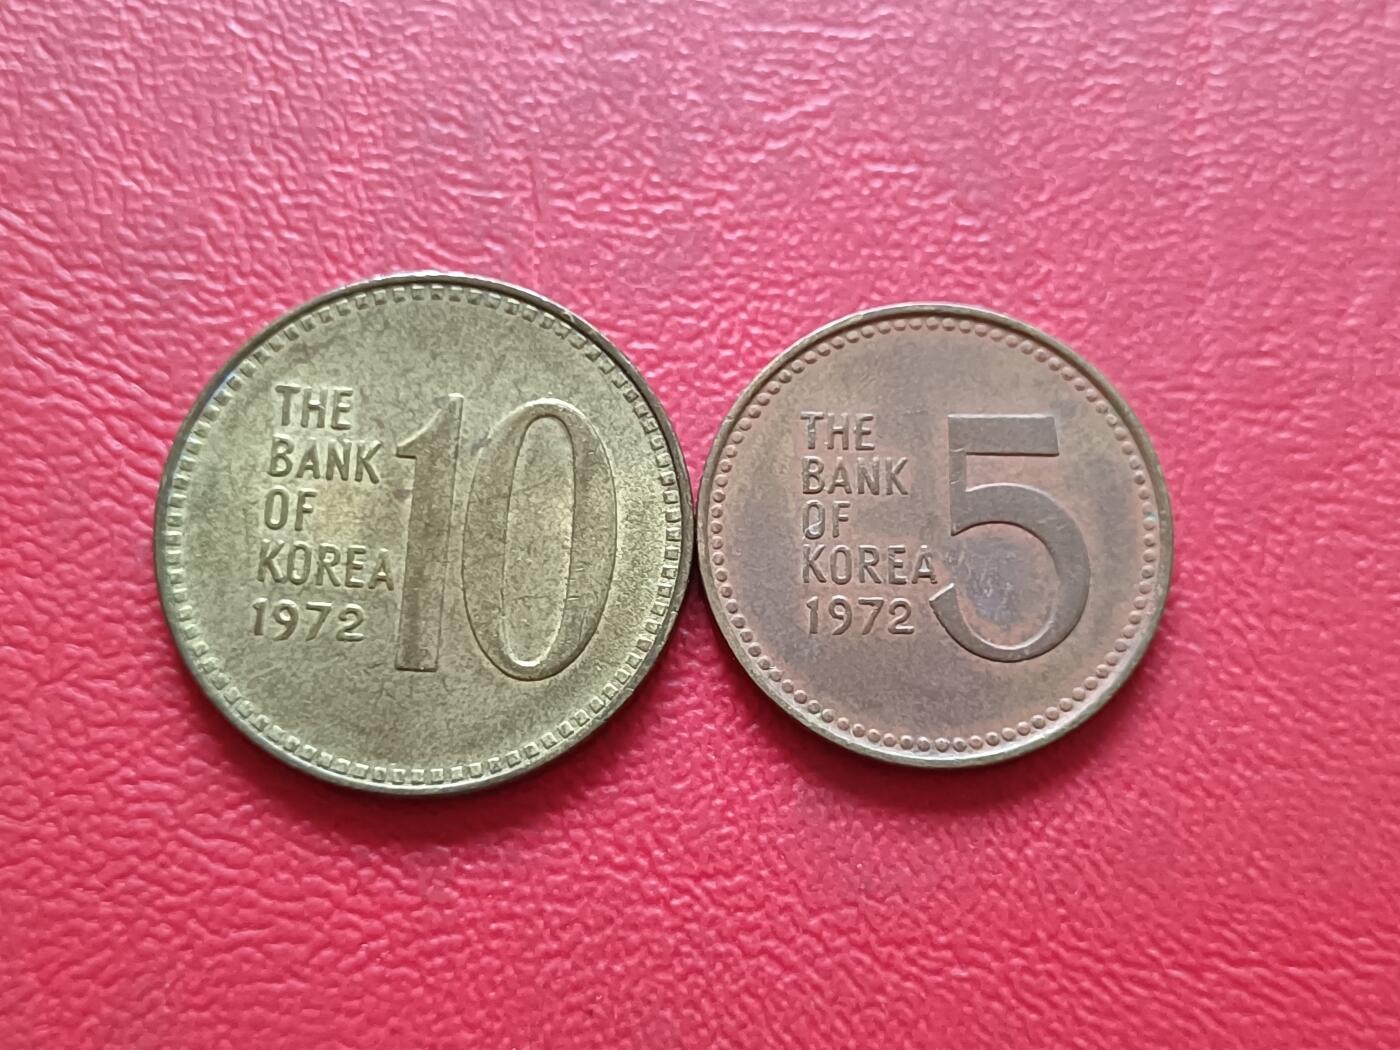 THE
BANK
OF
KOREA
1972
10
THE
BANK
OF
KOREA
1972
5